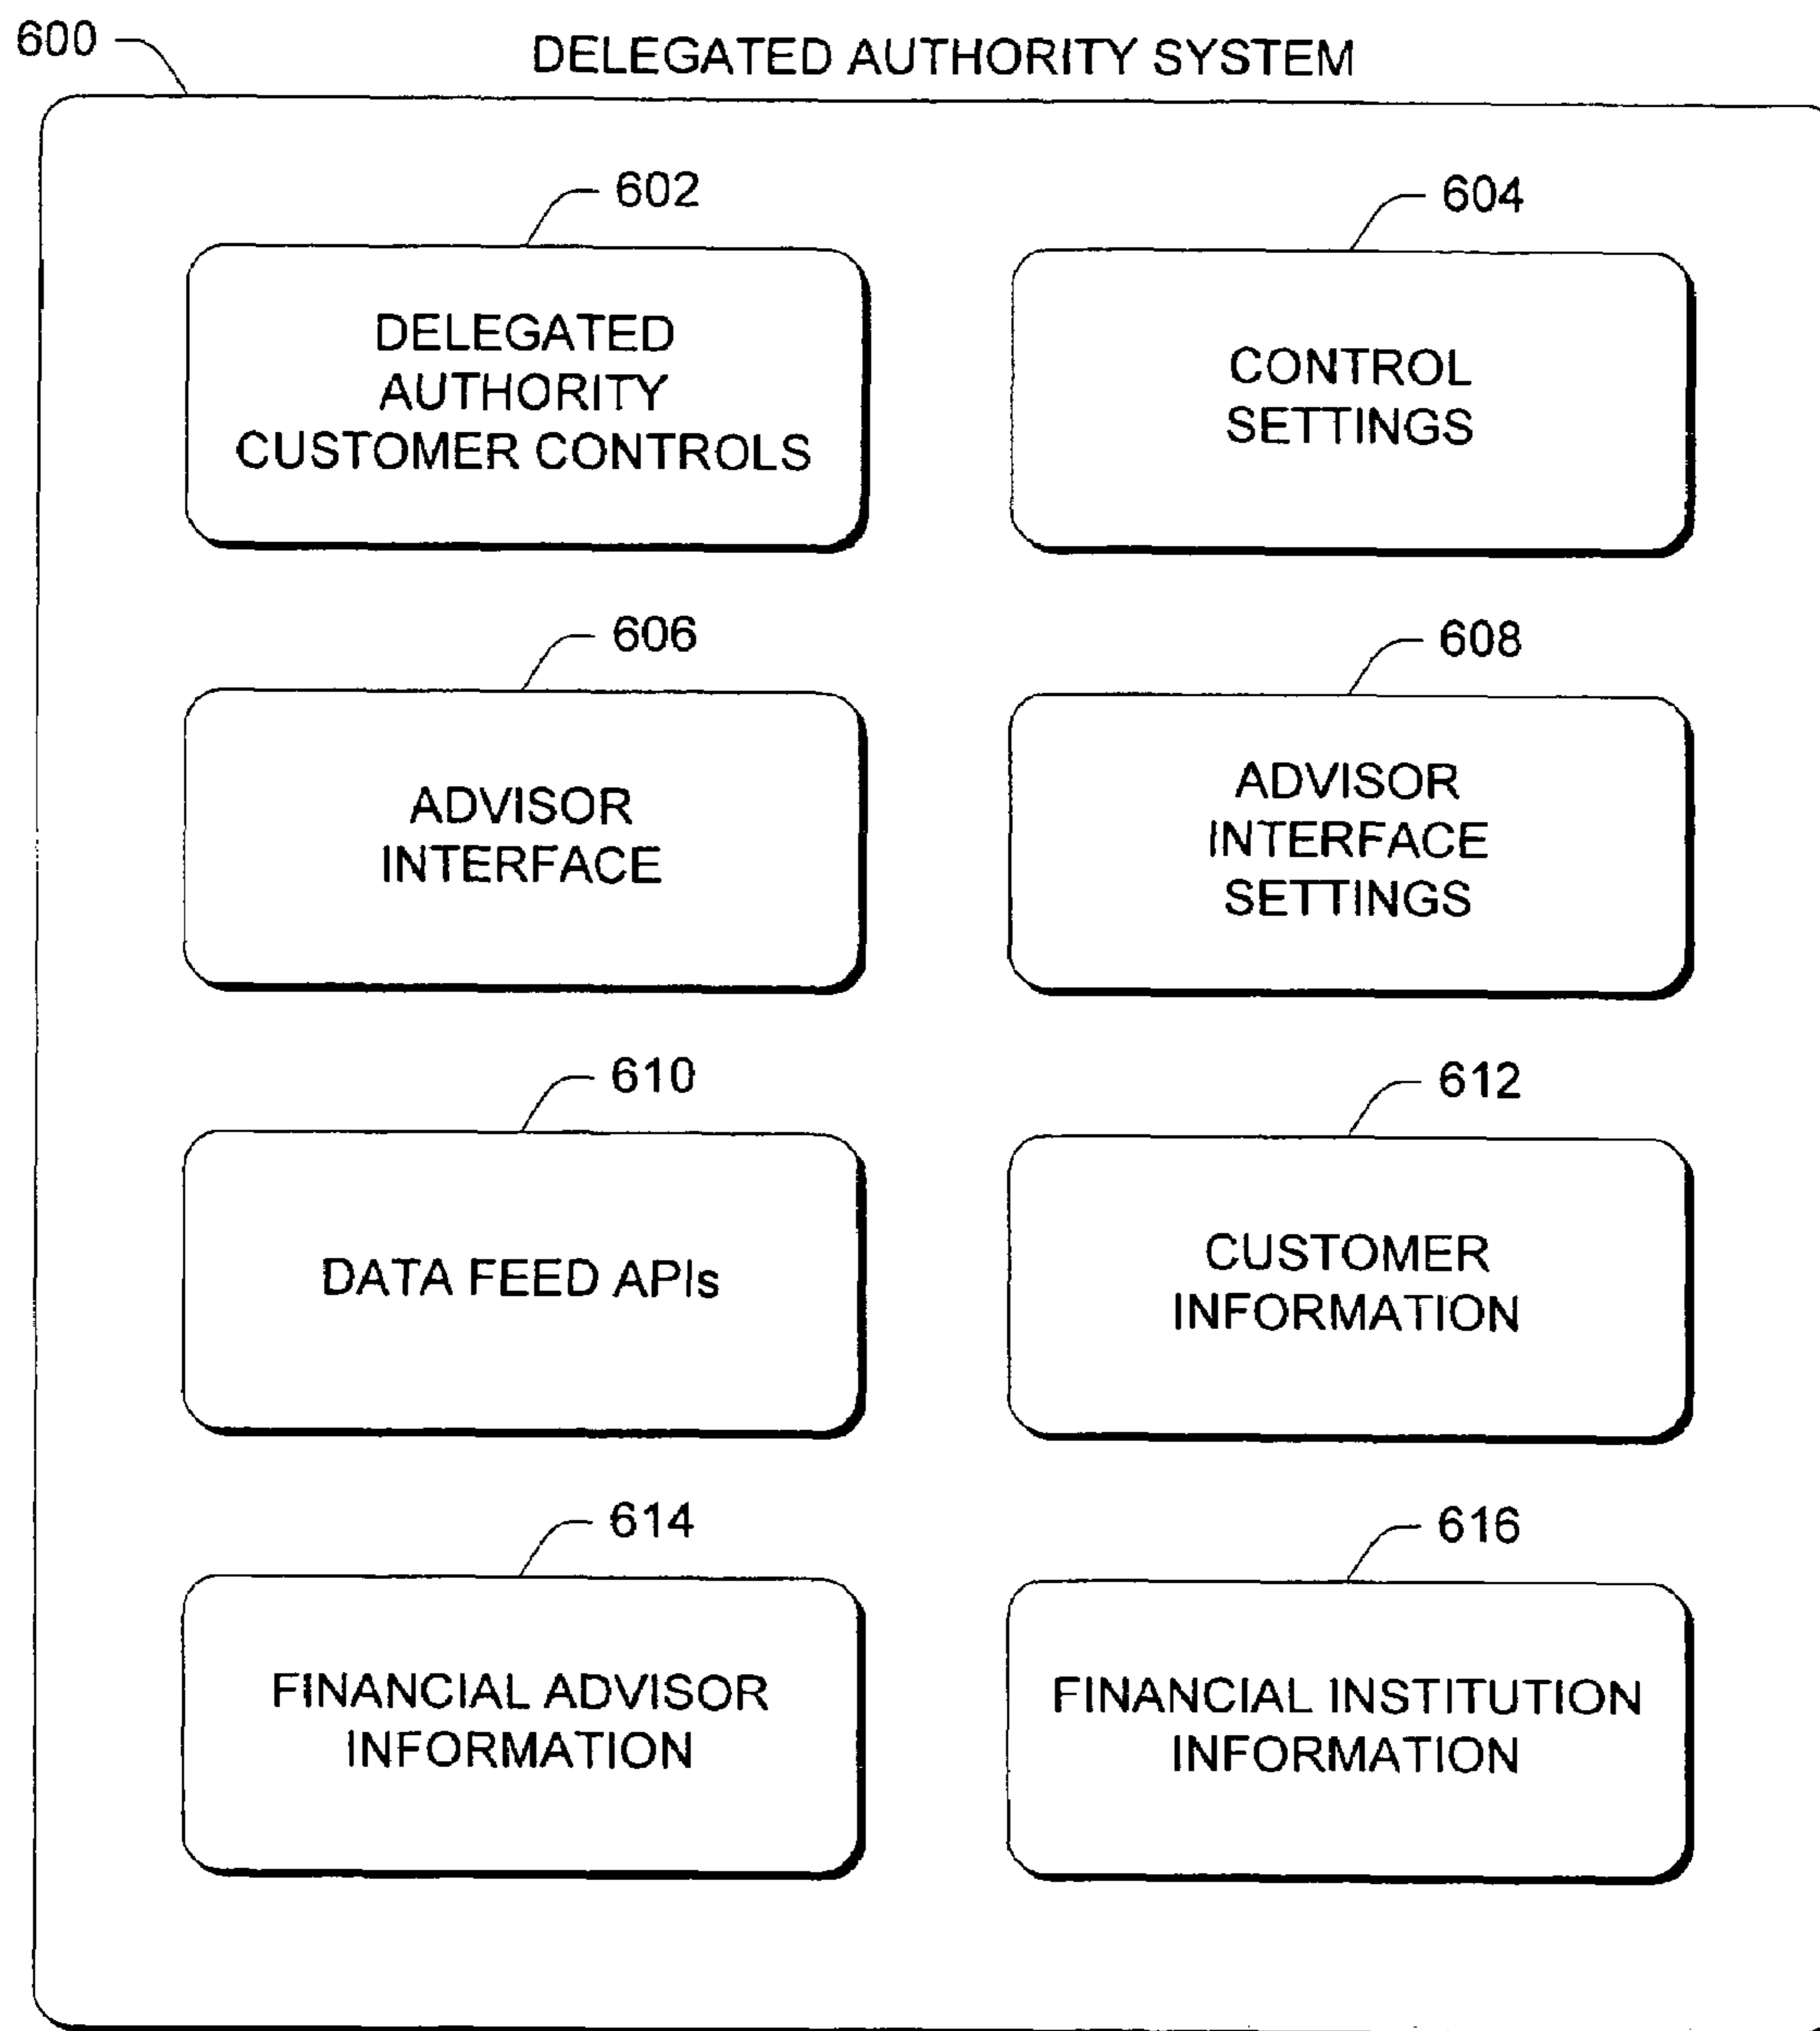 600
DELEGATED AUTHORITY SYSTEM
602
DELEGATED
AUTHORITY
CUSTOMER CONTROLS
604
CONTROL
SETTINGS
606
ADVISOR
INTERFACE
608
ADVISOR
INTERFACE
SETTINGS
610
DATA FEED APIs
612
CUSTOMER
INFORMATION
614
FINANCIAL ADVISOR
INFORMATION
616
FINANCIAL INSTITUTION
INFORMATION